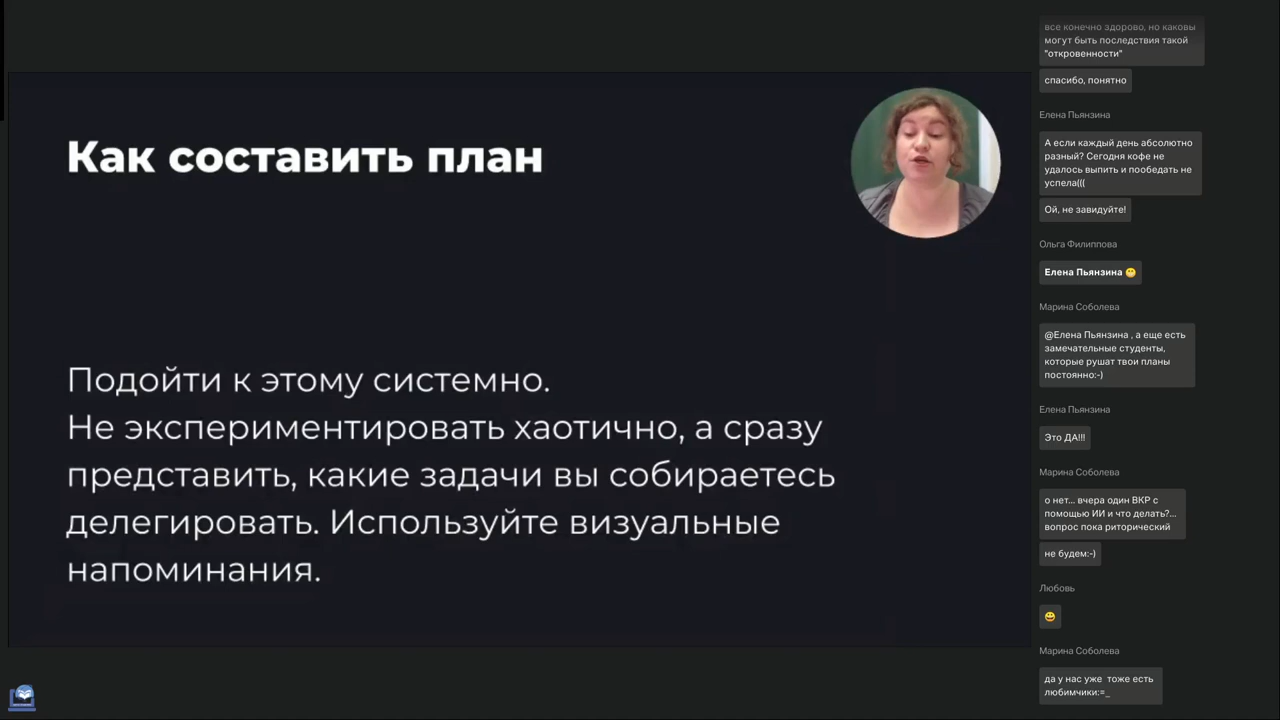 Как составить план
Подойти к этому системно.
Не экспериментировать хаотично, а сразу
представить, какие задачи вы собираетесь
делегировать. Используйте визуальные
напоминания.
все конечно здорово, но каковы
могут быть последствия такой
"откровенности"
спасибо, понятно
Елена Пьянзина
А если каждый день абсолютно
разный? Сегодня кофе не
удалось выпить и пообедать не
успела(((
Ой, не завидуйте!
Ольга Филиппова
Елена Пьянзина 😬
Марина Соболева
@Елена Пьянзина , а еще есть
замечательные студенты,
которые рушат твои планы
постоянно:-)
Елена Пьянзина
Это ДА!!!
Марина Соболева
о нет... вчера один ВКР с
помощью ИИ и что делать?...
вопрос пока риторический
не будем:-)
Любовь
😀
Марина Соболева
да у нас уже  тоже есть
любимчики:=_